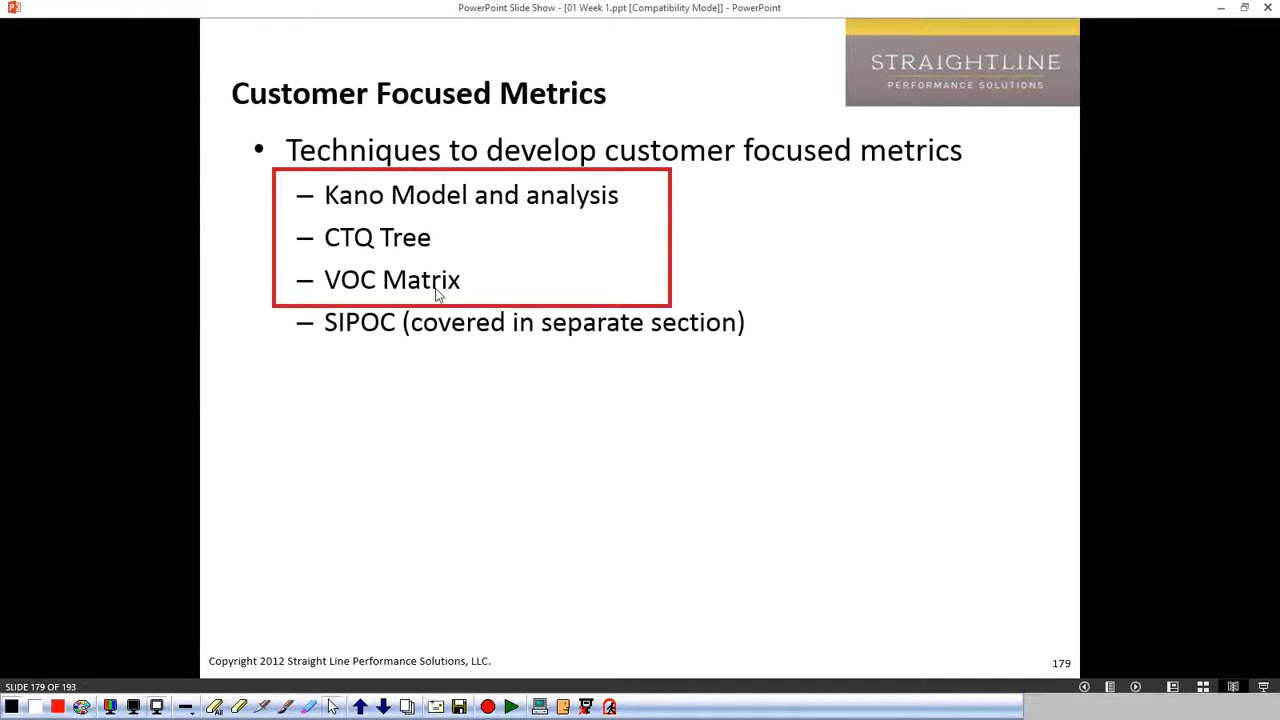 PowerPoint Slide Show - [01 Week 1.ppt [Compatibility Mode]] - PowerPoint
STRAIGHTLINE
PERFORMANCE SOLUTIONS
Customer Focused Metrics
• Techniques to develop customer focused metrics
– Kano Model and analysis
– CTQ Tree
– VOC Matrix
– SIPOC (covered in separate section)
Copyright 2012 Straight Line Performance Solutions, LLC.
179
SLIDE 179 OF 193